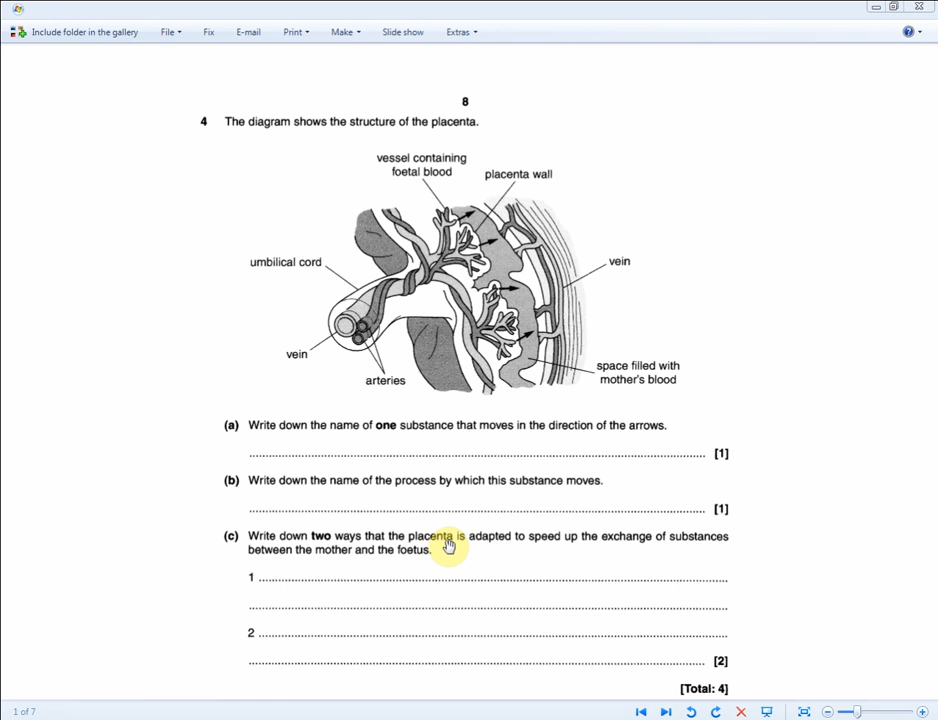 Include folder in the gallery File Fix E-mail Print Make Slide show Extras
8
4 The diagram shows the structure of the placenta.
vessel containing
foetal blood
placenta wall
umbilical cord
vein
vein
arteries
space filled with
mother's blood
(a) Write down the name of one substance that moves in the direction of the arrows.
[1]
(b) Write down the name of the process by which this substance moves.
[1]
(c) Write down two ways that the placenta is adapted to speed up the exchange of substances
between the mother and the foetus.
1
2
[2]
[Total: 4]
1 of 7